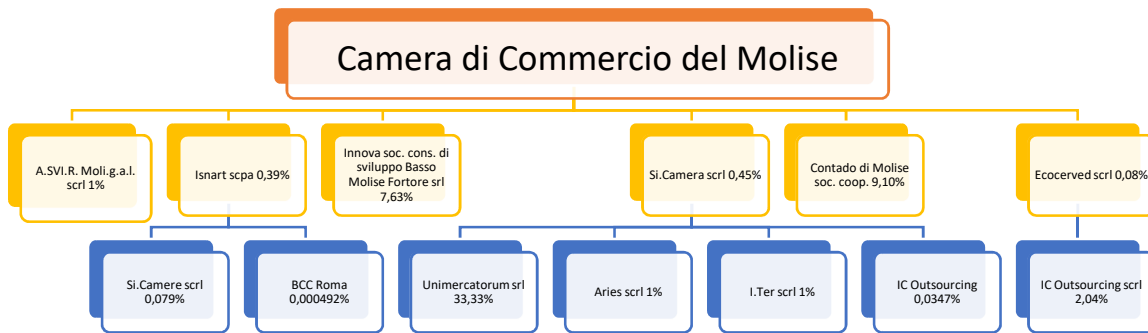 Camera di Commercio del Molise
A.SVI.R. Moli.g.a.l.
scrl 1%
Isnart scpa 0,39%
Innova soc. cons. di
sviluppo Basso
Molise Fortore srl
7,63%
Si.Camera scrl 0,45%
Contado di Molise
soc. coop. 9,10%
Ecocerved scrl 0,08%
Si.Camere scrl
0,079%
BCC Roma
0,000492%
Unimercatorum srl
33,33%
Aries scrl 1%
I.Ter scrl 1%
IC Outsourcing
0,0347%
IC Outsourcing scrl
2,04%